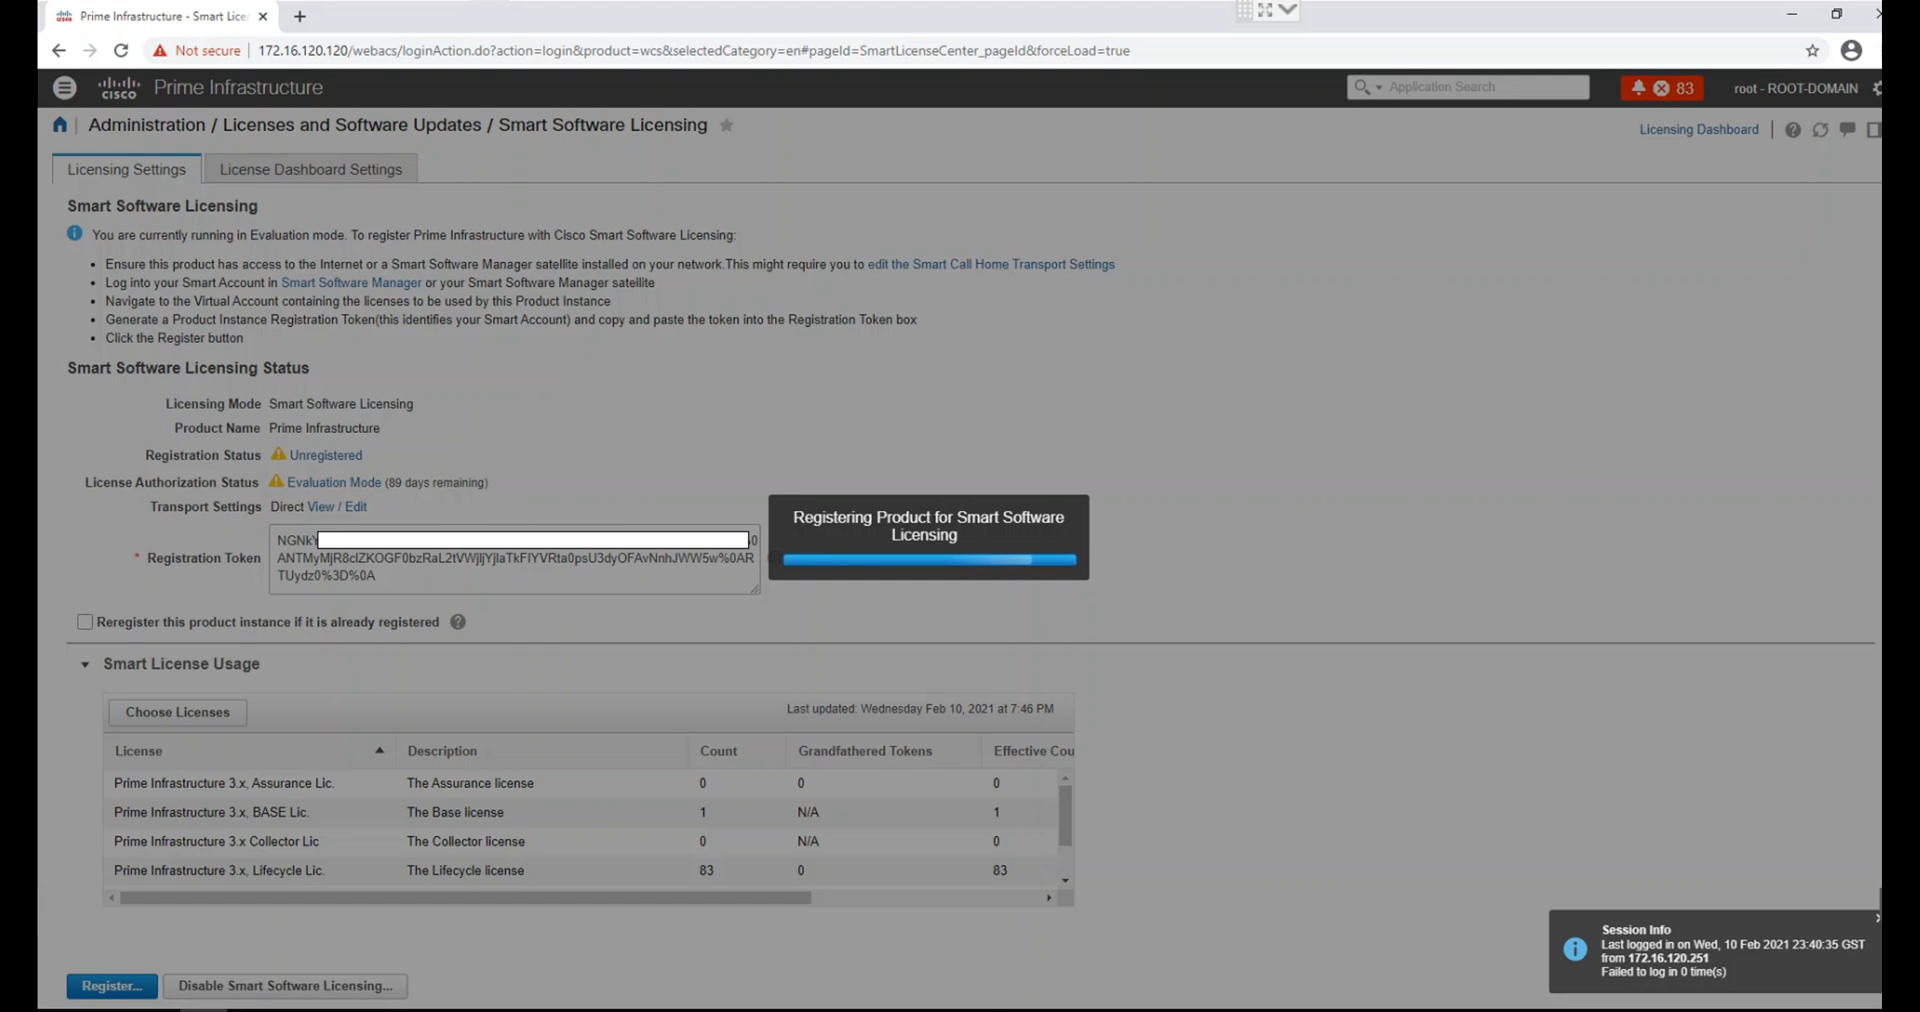 Prime Infrastructure - Smart Lice
Not secure | 172.16.120.120/webacs/loginAction.do?action=login&product=wcs&selectedCategory=en#pageId=SmartLicenseCenter_pageId&forceLoad=true
cisco Prime Infrastructure
Application Search
83
root - ROOT-DOMAIN
Administration / Licenses and Software Updates / Smart Software Licensing
Licensing Dashboard
Licensing Settings
License Dashboard Settings
Smart Software Licensing
You are currently running in Evaluation mode. To register Prime Infrastructure with Cisco Smart Software Licensing:
• Ensure this product has access to the Internet or a Smart Software Manager satellite installed on your network.This might require you to edit the Smart Call Home Transport Settings
• Log into your Smart Account in Smart Software Manager or your Smart Software Manager satellite
• Navigate to the Virtual Account containing the licenses to be used by this Product Instance
• Generate a Product Instance Registration Token(this identifies your Smart Account) and copy and paste the token into the Registration Token box
• Click the Register button
Smart Software Licensing Status
Licensing Mode Smart Software Licensing
Product Name Prime Infrastructure
Registration Status Unregistered
License Authorization Status Evaluation Mode (89 days remaining)
Transport Settings Direct View / Edit
* Registration Token
TUydz0%3D%0A
Registering Product for Smart Software
Licensing
Reregister this product instance if it is already registered
Smart License Usage
Choose Licenses
Last updated: Wednesday Feb 10, 2021 at 7:46 PM
License Description Count Grandfathered Tokens Effective Cou
Prime Infrastructure 3.x, Assurance Lic. The Assurance license 0 0 0
Prime Infrastructure 3.x, BASE Lic. The Base license 1 N/A 1
Prime Infrastructure 3.x Collector Lic The Collector license 0 N/A 0
Prime Infrastructure 3.x, Lifecycle Lic. The Lifecycle license 83 0 83
Register...
Disable Smart Software Licensing...
Session Info
Last logged in on Wed, 10 Feb 2021 23:40:35 GST
from 172.16.120.251
Failed to log in 0 time(s)